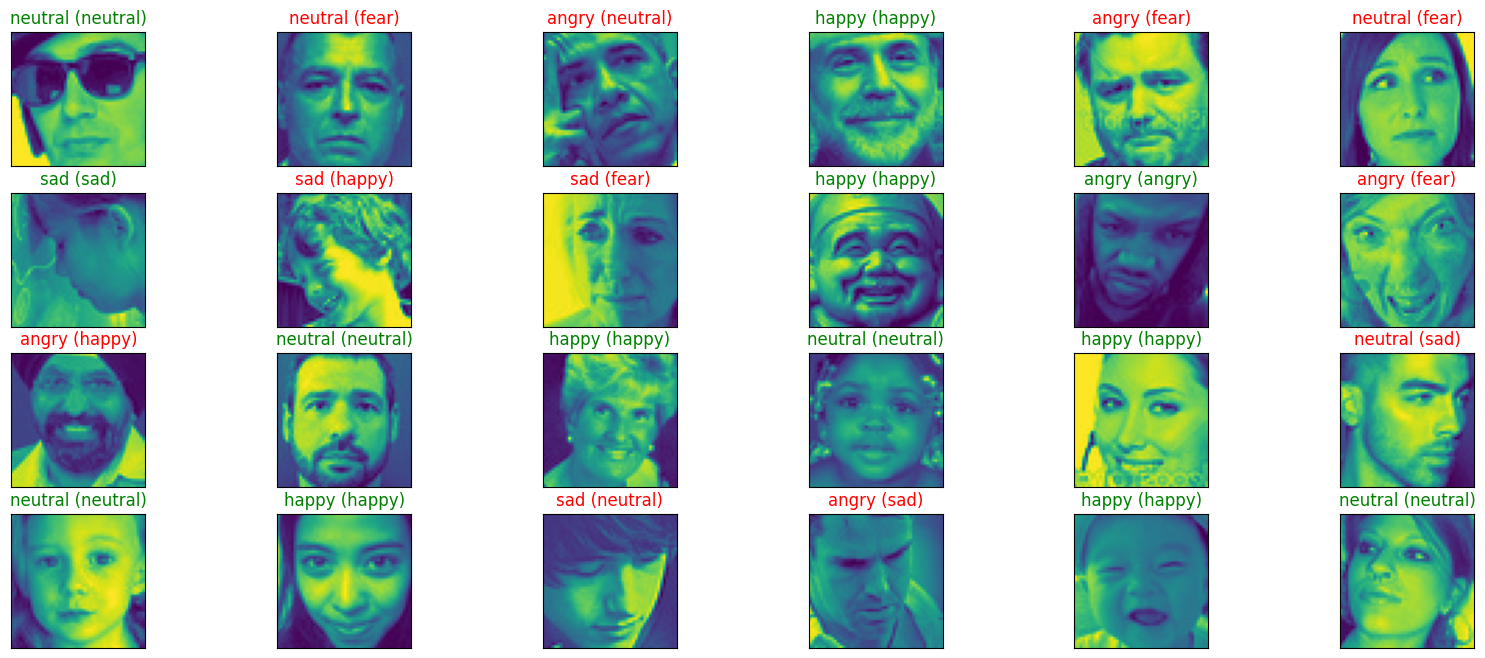 neutral (neutral) neutral (fear) angry (neutral) happy (happy) angry (fear) neutral (fear)
sad (sad) sad (happy) sad (fear) happy (happy) angry (angry) angry (fear)
angry (happy) neutral (neutral) happy (happy) neutral (neutral) happy (happy) neutral (sad)
neutral (neutral) happy (happy) sad (neutral) angry (sad) happy (happy) neutral (neutral)